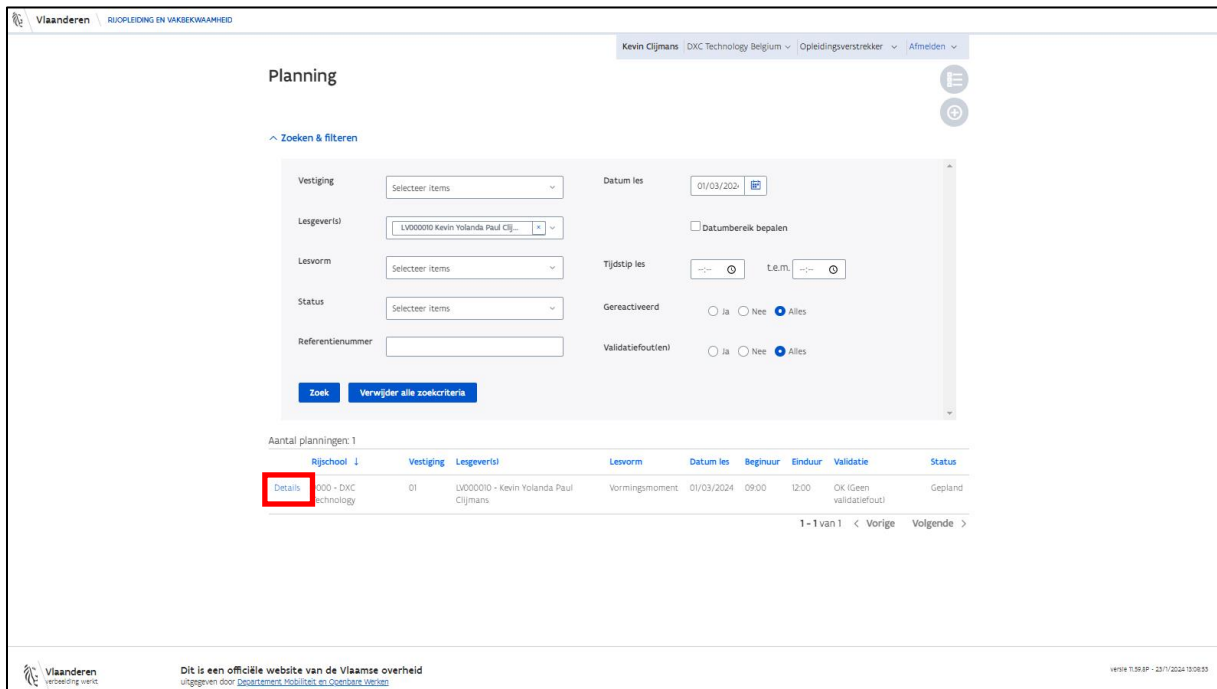 Vlaanderen RIJOPLEIDING EN VAKBEKWAAMHEID
Kevin Clijmans DXC Technology Belgium Opleidingsverstrekker Afmelden
Planning
Zoeken & filteren
Vestiging Selecteer items Datum les 01/03/202
Lesgever(s) LV000010 Kevin Yolanda Paul Clij... × Datumbereik bepalen
Lesvorm Selecteer items Tijdstip les --:-- t.e.m. --:--
Status Selecteer items Gereactiveerd Ja Nee Alles
Referentienummer Validatiefout(en) Ja Nee Alles
Zoek Verwijder alle zoekcriteria
Aantal planningen: 1
Rijschool ↓ Vestiging Lesgever(s) Lesvorm Datum les Beginuur Einduur Validatie Status
Details 000 - DXC 01 LV000010 - Kevin Yolanda Paul Vormingsmoment 01/03/2024 09:00 12:00 OK (Geen Gepland
Technology Clijmans validatiefout)
1 - 1 van 1 < Vorige Volgende >
Vlaanderen Dit is een officiële website van de Vlaamse overheid
verbeelding werkt uitgegeven door Departement Mobiliteit en Openbare Werken